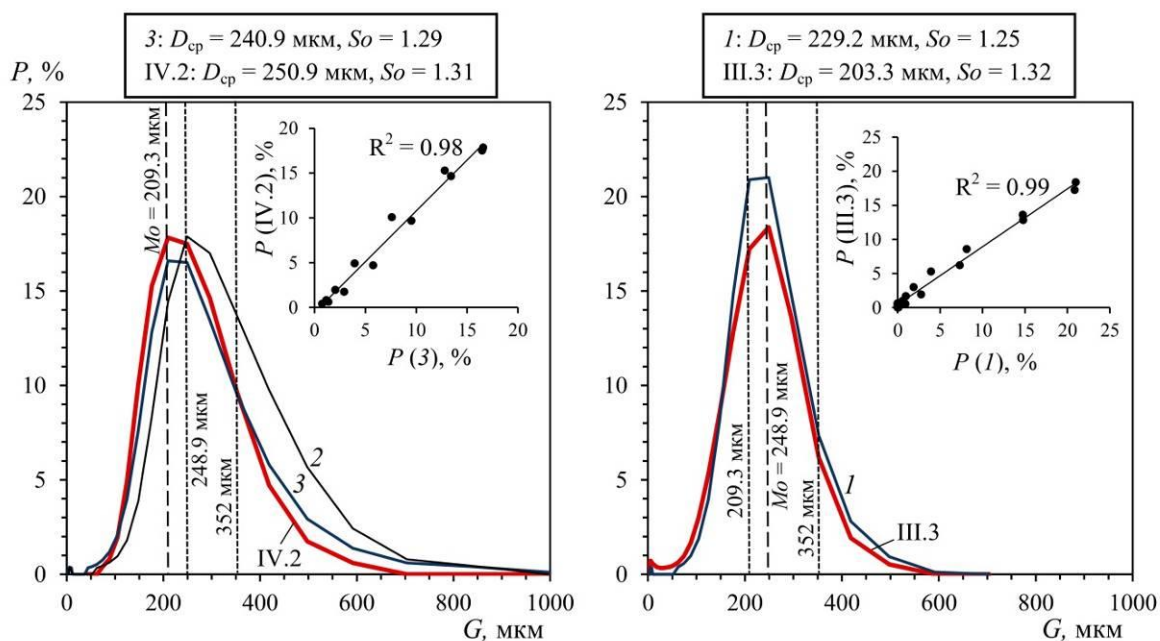 3: Dср = 240.9 мкм, So = 1.29
IV.2: Dср = 250.9 мкм, So = 1.31
P, %
25
20
15
10
5
0
Mo = 209.3 мкм
248.9 мкм
352 мкм
2
3
IV.2
P (IV.2), %
20
15
10
5
0
R² = 0.98
0 5 10 15 20
P (3), %
0 200 400 600 800 1000
G, мкм
1: Dср = 229.2 мкм, So = 1.25
III.3: Dср = 203.3 мкм, So = 1.32
25
20
15
10
5
0
209.3 мкм
Mo = 248.9 мкм
352 мкм
1
III.3
P (III.3), %
25
20
15
10
5
0
R² = 0.99
0 5 10 15 20 25
P (1), %
0 200 400 600 800 1000
G, мкм